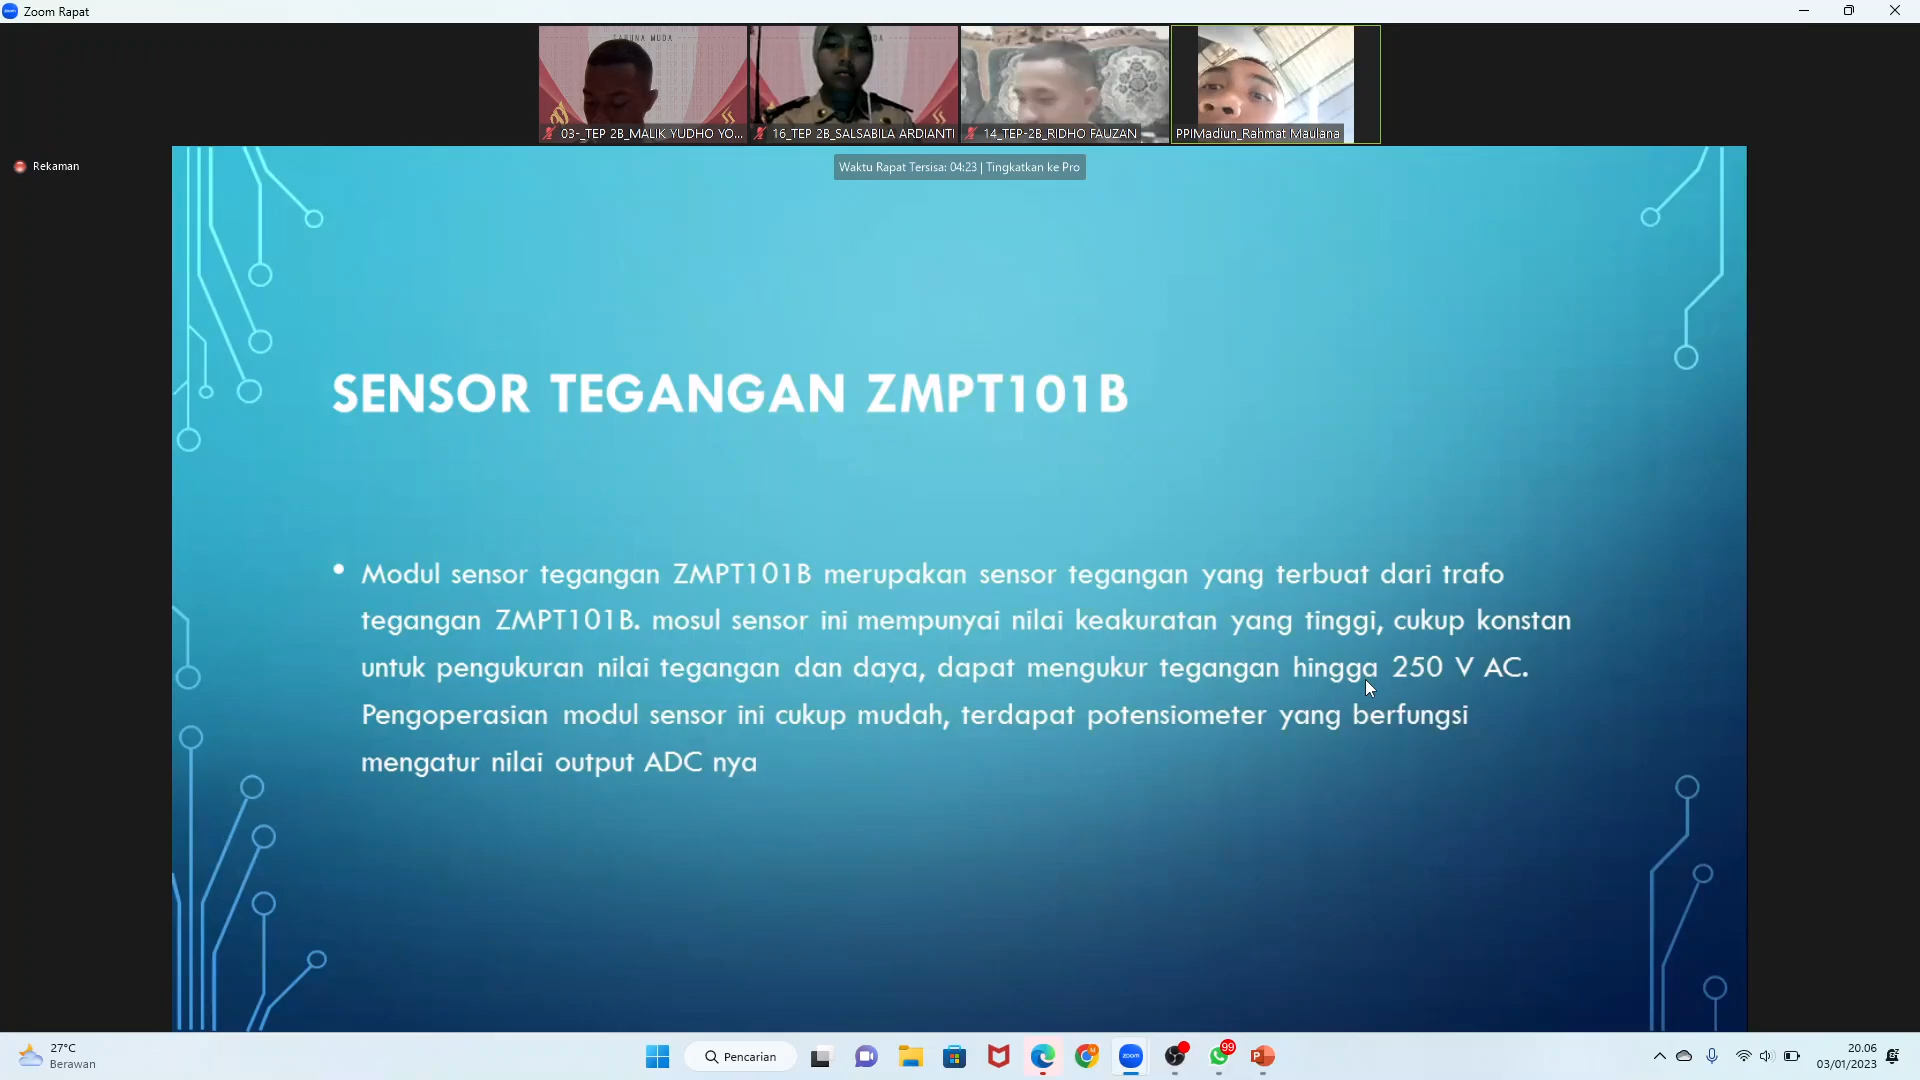 Zoom Rapat
TARUNA MUDA
03-_TEP 2B_MALIK YUDHO YO...
16_TEP 2B_SALSABILA ARDIANTI
14_TEP-2B_RIDHO FAUZAN
PPIMadiun_Rahmat Maulana
Rekaman
Waktu Rapat Tersisa: 04:23 | Tingkatkan ke Pro
SENSOR TEGANGAN ZMPT101B
• Modul sensor tegangan ZMPT101B merupakan sensor tegangan yang terbuat dari trafo
tegangan ZMPT101B. mosul sensor ini mempunyai nilai keakuratan yang tinggi, cukup konstan
untuk pengukuran nilai tegangan dan daya, dapat mengukur tegangan hingga 250 V AC.
Pengoperasian modul sensor ini cukup mudah, terdapat potensiometer yang berfungsi
mengatur nilai output ADC nya
27°C
Berawan
Pencarian
zoom
99
20.06
03/01/2023